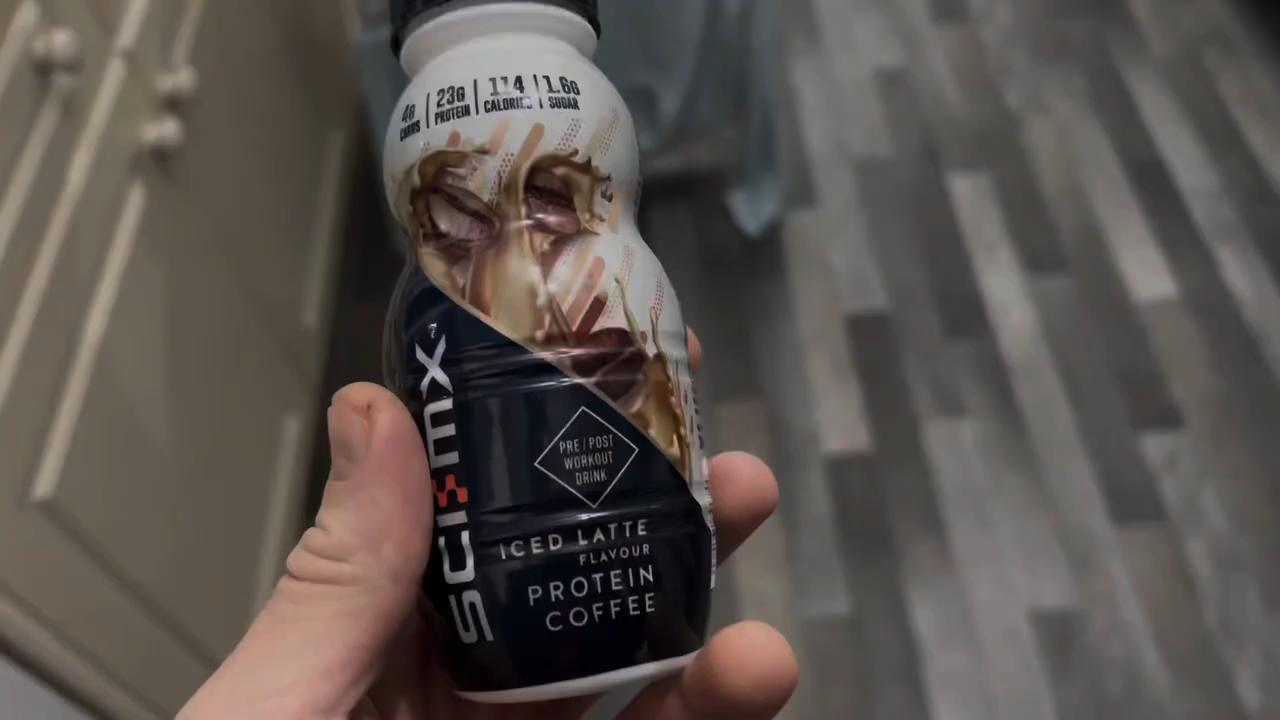 4G | 23G | 114 | 1.6G
CARBS | PROTEIN | CALORIES | SUGAR
SCI-MX
PRE / POST
WORKOUT
DRINK
ICED LATTE
FLAVOUR
PROTEIN
COFFEE